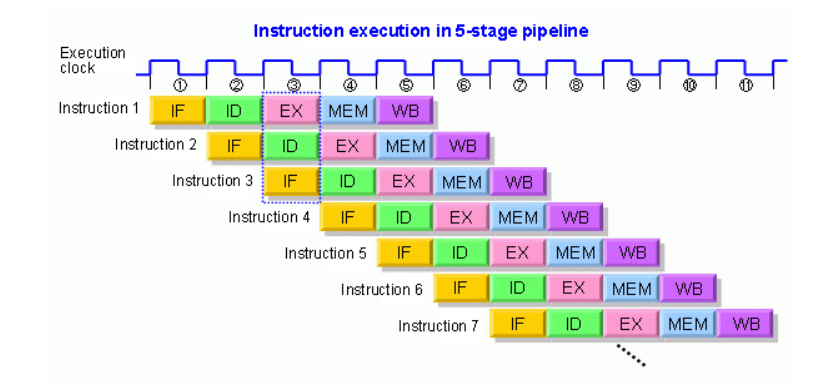 Instruction execution in 5-stage pipeline
Execution
clock
① ② ③ ④ ⑤ ⑥ ⑦ ⑧ ⑨ ⑩ ⑪
Instruction 1 IF ID EX MEM WB
Instruction 2 IF ID EX MEM WB
Instruction 3 IF ID EX MEM WB
Instruction 4 IF ID EX MEM WB
Instruction 5 IF ID EX MEM WB
Instruction 6 IF ID EX MEM WB
Instruction 7 IF ID EX MEM WB